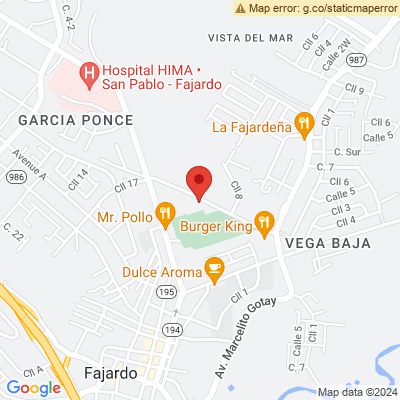 Map error: g.co/staticmaperror
C. 4-2
VISTA DEL MAR
Cll 4
Calle 2W
987
Hospital HIMA •
San Pablo - Fajardo
Cll 9
GARCIA PONCE
La Fajardeña
Cll 1
Cll 6
Calle 5
C. Sur
Avenue A
986
Cll 14
Cll 17
C. 7
Cll 6
Calle 5
Cll 4
Cll 8
Mr. Pollo
Burger King
C. 22
VEGA BAJA
Dulce Aroma
195
Cll 1
194
Av. Marcelito Gotay
Cll 1
Calle 5
Cll A
Fajardo
C. 7
Google
Map data ©2024